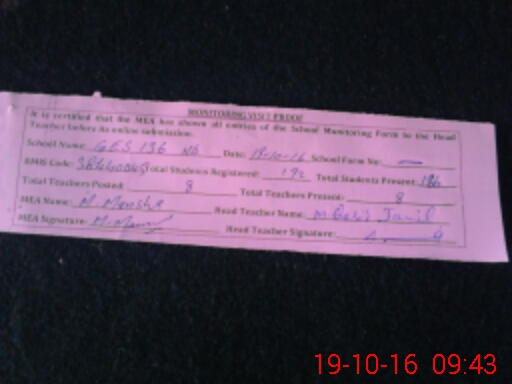 MONITORING VISIT PROOF
It is certified that the MEA has shown all entries of the School Monitoring Form to the Head
Teacher before its online submission.
School Name: GES 136 NB Date: 19-10-16 School Form No:
EMIS Code: Total Students Registered: 192 Total Students Present: 186
Total Teachers Posted: 8 Total Teachers Present: 8
MEA Name: M. Head Teacher Name: M. Jamil
MEA Signature: Head Teacher Signature:
19-10-16 09:43